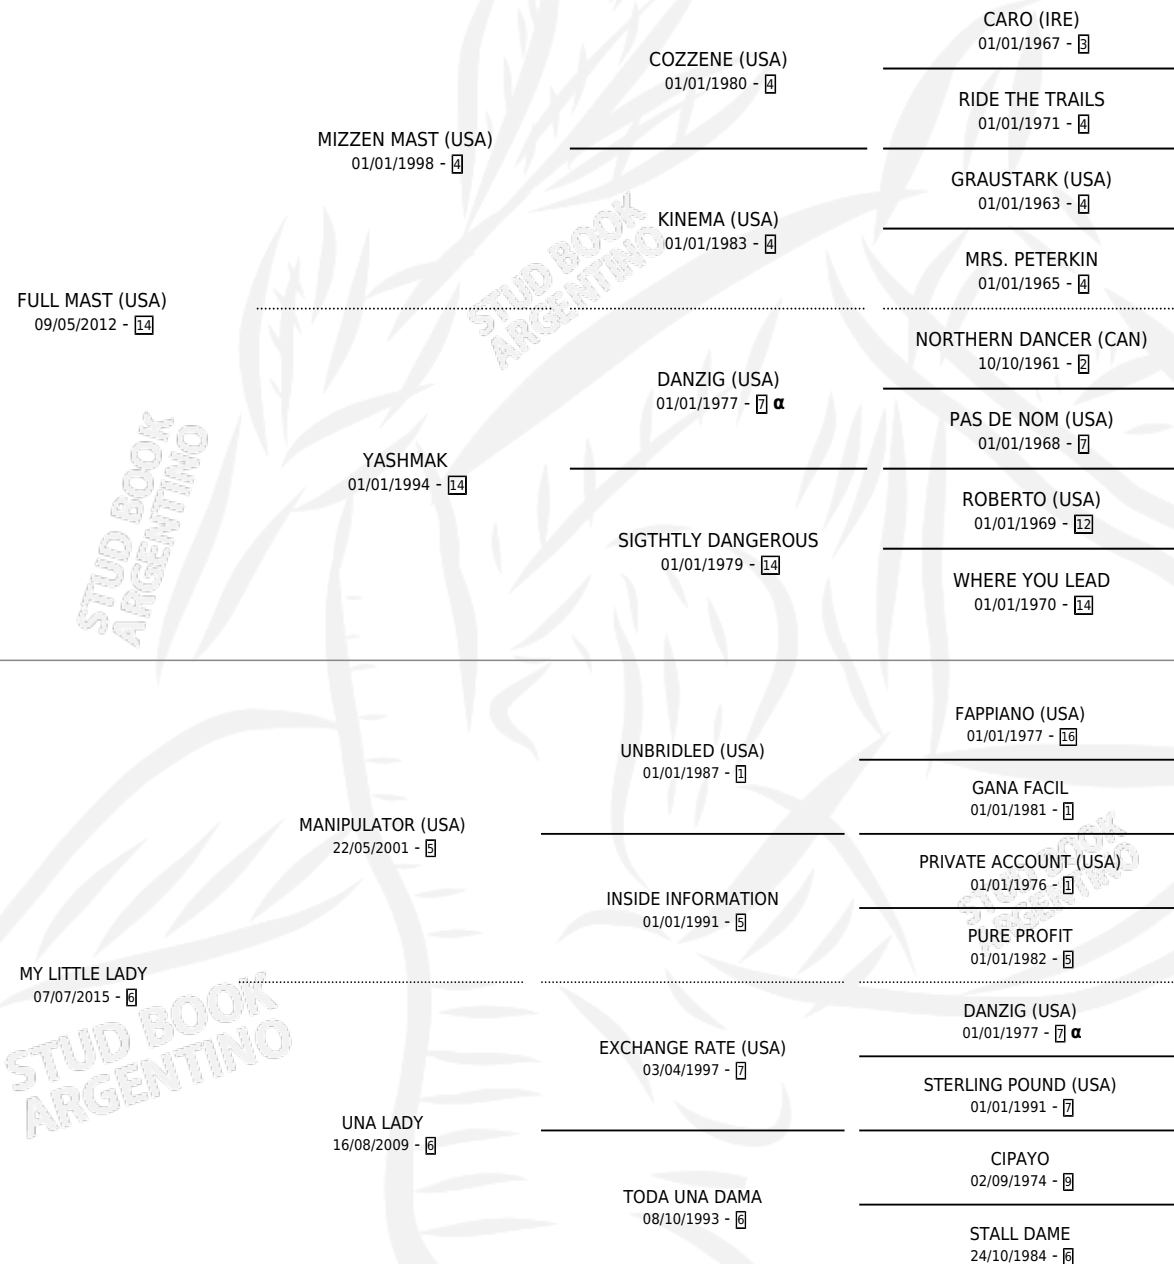 CARO (IRE)
01/01/1967 - 3
COZZENE (USA)
01/01/1980 - 4
RIDE THE TRAILS
01/01/1971 - 4
MIZZEN MAST (USA)
01/01/1998 - 4
GRAUSTARK (USA)
01/01/1963 - 4
KINEMA (USA)
01/01/1983 - 4
MRS. PETERKIN
01/01/1965 - 4
FULL MAST (USA)
09/05/2012 - 14
NORTHERN DANCER (CAN)
10/10/1961 - 2
DANZIG (USA)
01/01/1977 - 7 α
PAS DE NOM (USA)
01/01/1968 - 7
YASHMAK
01/01/1994 - 14
ROBERTO (USA)
01/01/1969 - 12
SIGTHTLY DANGEROUS
01/01/1979 - 14
WHERE YOU LEAD
01/01/1970 - 14
FAPPIANO (USA)
01/01/1977 - 16
UNBRIDLED (USA)
01/01/1987 - 1
GANA FACIL
01/01/1981 - 1
MANIPULATOR (USA)
22/05/2001 - 5
PRIVATE ACCOUNT (USA)
01/01/1976 - 1
INSIDE INFORMATION
01/01/1991 - 5
PURE PROFIT
01/01/1982 - 5
MY LITTLE LADY
07/07/2015 - 6
DANZIG (USA)
01/01/1977 - 7 α
EXCHANGE RATE (USA)
03/04/1997 - 7
STERLING POUND (USA)
01/01/1991 - 7
UNA LADY
16/08/2009 - 6
CIPAYO
02/09/1974 - 9
TODA UNA DAMA
08/10/1993 - 6
STALL DAME
24/10/1984 - 6
STUD BOOK
ARGENTINO
STUD BOOK
ARGENTINO
STUD BOOK
ARGENTINO
STUD BOOK
ARGENTINO